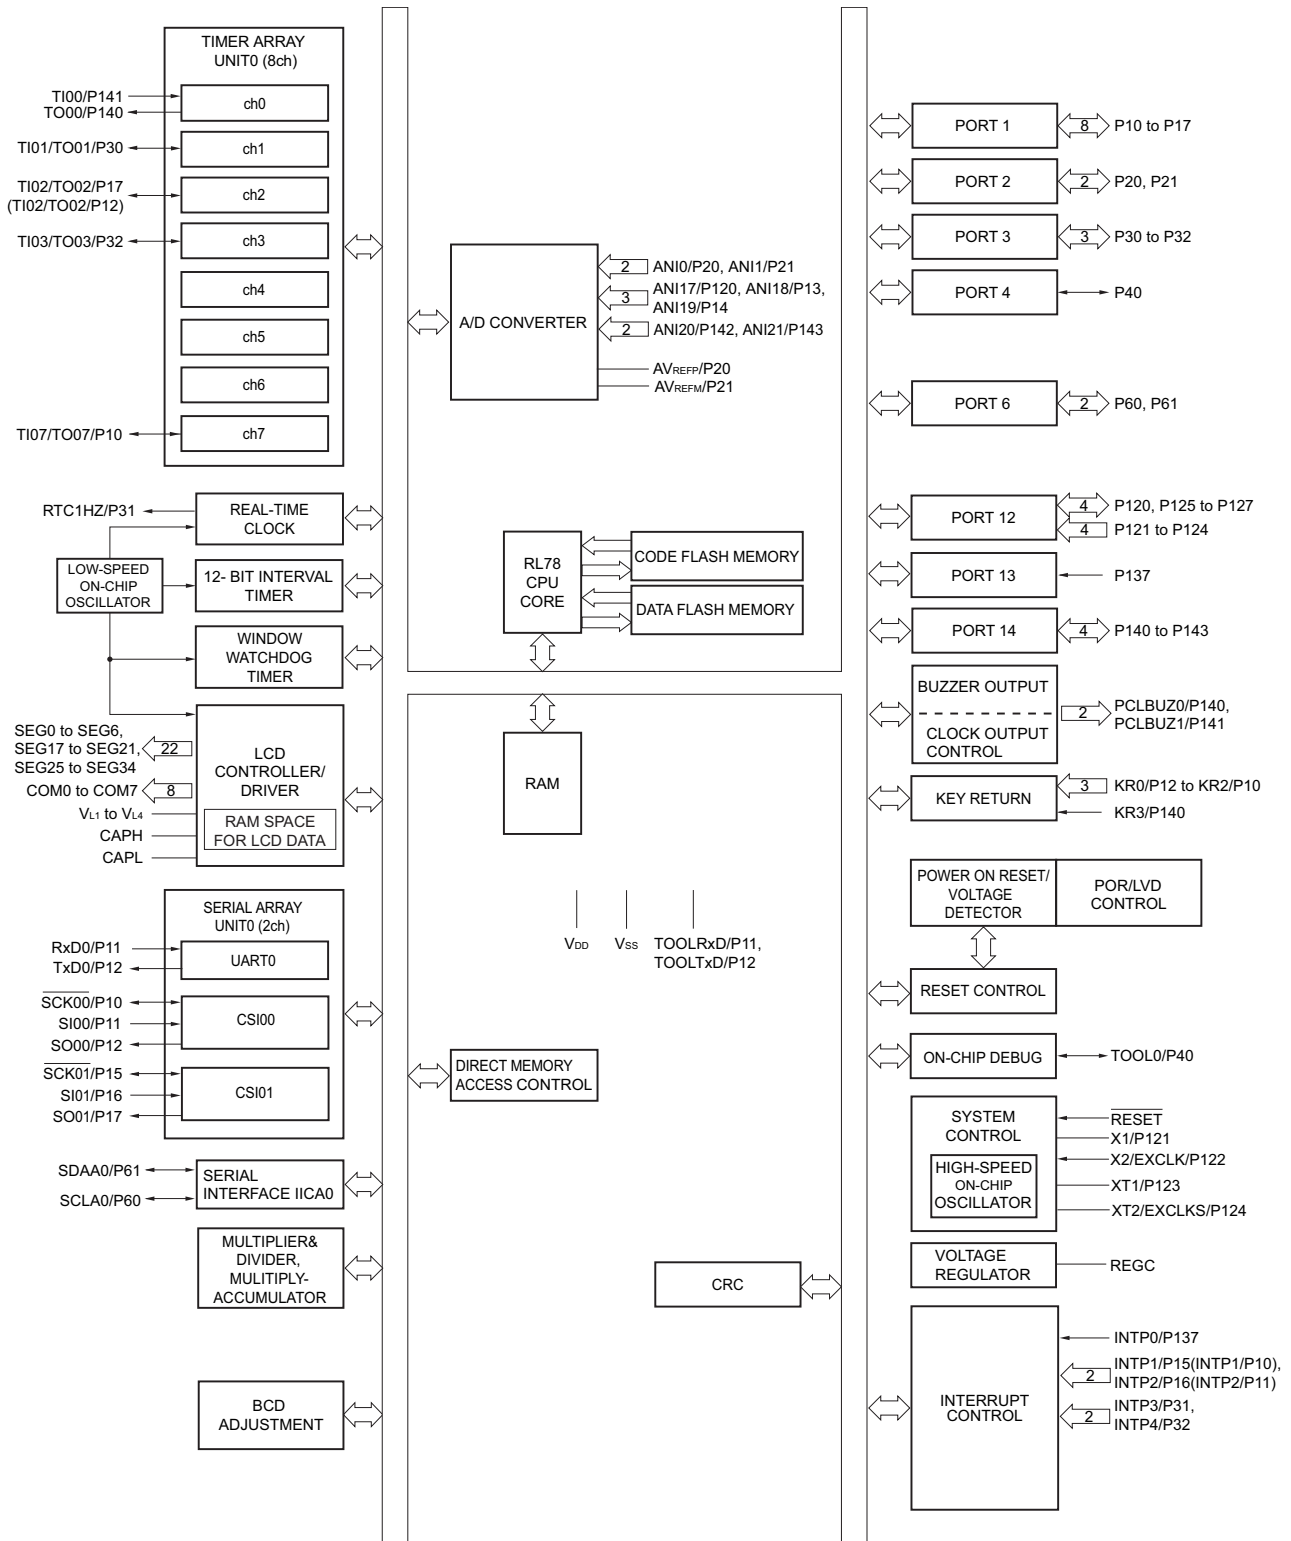 TIMER ARRAY
UNIT0 (8ch)
TI00/P141
TO00/P140
ch0
TI01/TO01/P30
ch1
TI02/TO02/P17
(TI02/TO02/P12)
ch2
TI03/TO03/P32
ch3
ch4
ch5
ch6
TI07/TO07/P10
ch7
RTC1HZ/P31
REAL-TIME
CLOCK
LOW-SPEED
ON-CHIP
OSCILLATOR
12- BIT INTERVAL
TIMER
WINDOW
WATCHDOG
TIMER
SEG0 to SEG6,
SEG17 to SEG21,
SEG25 to SEG34
22
COM0 to COM7
8
VL1 to VL4
CAPH
CAPL
LCD
CONTROLLER/
DRIVER
RAM SPACE
FOR LCD DATA
SERIAL ARRAY
UNIT0 (2ch)
RxD0/P11
TxD0/P12
UART0
SCK00/P10
SI00/P11
SO00/P12
CSI00
SCK01/P15
SI01/P16
SO01/P17
CSI01
SDAA0/P61
SCLA0/P60
SERIAL
INTERFACE IICA0
MULTIPLIER&
DIVIDER,
MULITIPLY-
ACCUMULATOR
BCD
ADJUSTMENT
A/D CONVERTER
2
ANI0/P20, ANI1/P21
3
ANI17/P120, ANI18/P13,
ANI19/P14
2
ANI20/P142, ANI21/P143
AVREFP/P20
AVREFM/P21
RL78
CPU
CORE
CODE FLASH MEMORY
DATA FLASH MEMORY
RAM
VDD
VSS
TOOLRxD/P11,
TOOLTxD/P12
DIRECT MEMORY
ACCESS CONTROL
CRC
PORT 1
8
P10 to P17
PORT 2
2
P20, P21
PORT 3
3
P30 to P32
PORT 4
P40
PORT 6
2
P60, P61
PORT 12
4
P120, P125 to P127
4
P121 to P124
PORT 13
P137
PORT 14
4
P140 to P143
BUZZER OUTPUT
CLOCK OUTPUT
CONTROL
2
PCLBUZ0/P140,
PCLBUZ1/P141
KEY RETURN
3
KR0/P12 to KR2/P10
KR3/P140
POWER ON RESET/
VOLTAGE
DETECTOR
POR/LVD
CONTROL
RESET CONTROL
ON-CHIP DEBUG
TOOL0/P40
SYSTEM
CONTROL
HIGH-SPEED
ON-CHIP
OSCILLATOR
RESET
X1/P121
X2/EXCLK/P122
XT1/P123
XT2/EXCLKS/P124
VOLTAGE
REGULATOR
REGC
INTERRUPT
CONTROL
INTP0/P137
2
INTP1/P15(INTP1/P10),
INTP2/P16(INTP2/P11)
2
INTP3/P31,
INTP4/P32